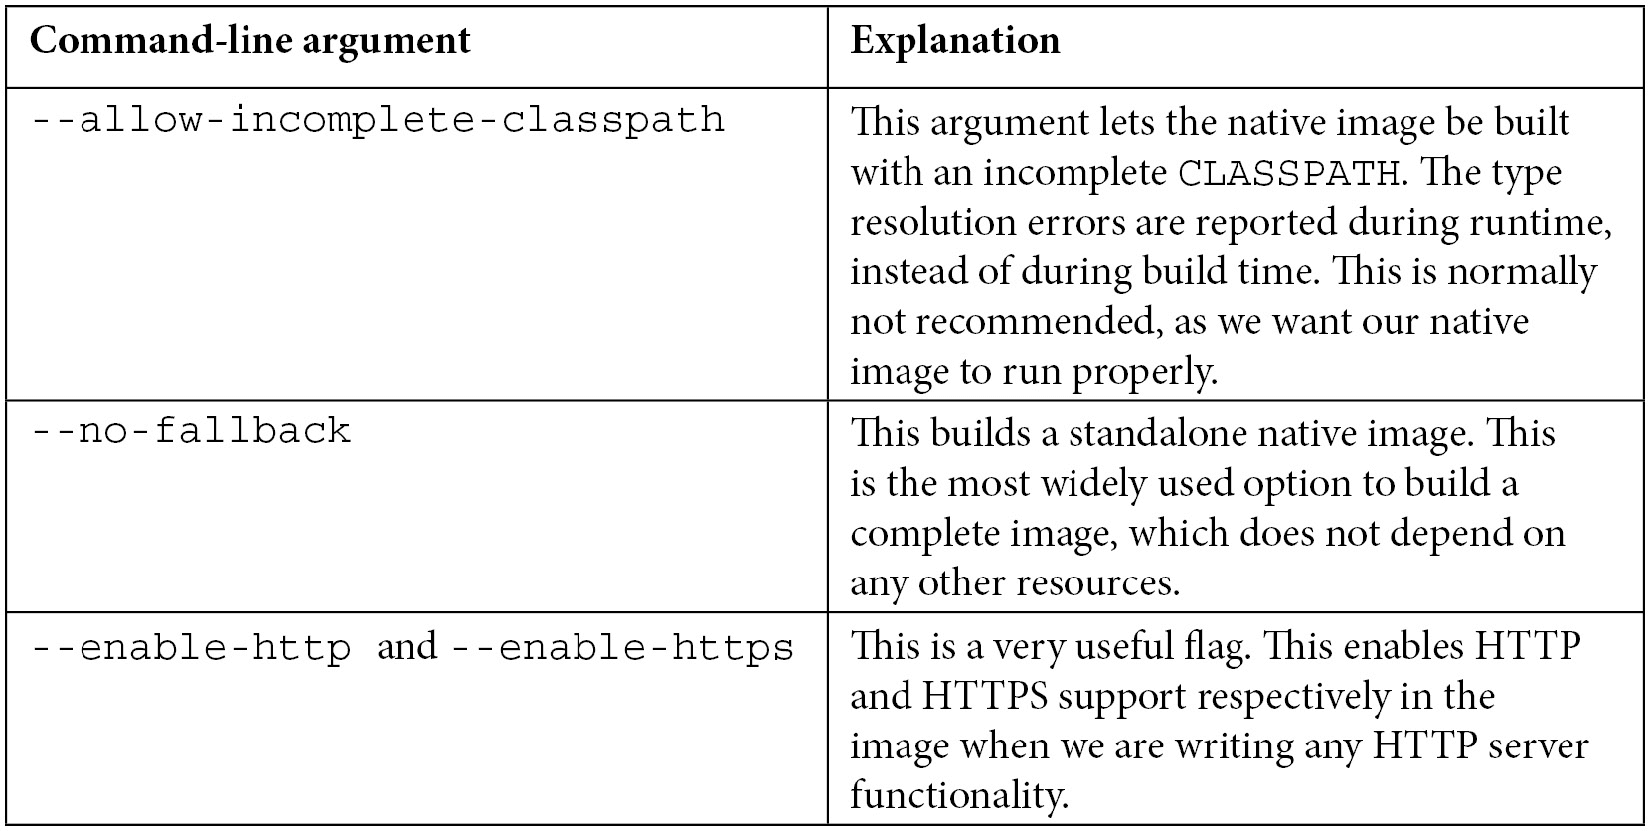 Command-line argument
Explanation
--allow-incomplete-classpath
This argument lets the native image be built
with an incomplete CLASSPATH. The type
resolution errors are reported during runtime,
instead of during build time. This is normally
not recommended, as we want our native
image to run properly.
--no-fallback
This builds a standalone native image. This
is the most widely used option to build a
complete image, which does not depend on
any other resources.
--enable-http and --enable-https
This is a very useful flag. This enables HTTP
and HTTPS support respectively in the
image when we are writing any HTTP server
functionality.